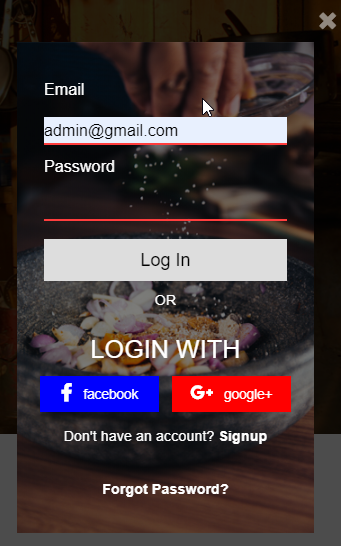 Email
admin@gmail.com
Password
Log In
OR
LOGIN WITH
facebook
G+ google+
Don't have an account? Signup
Forgot Password?